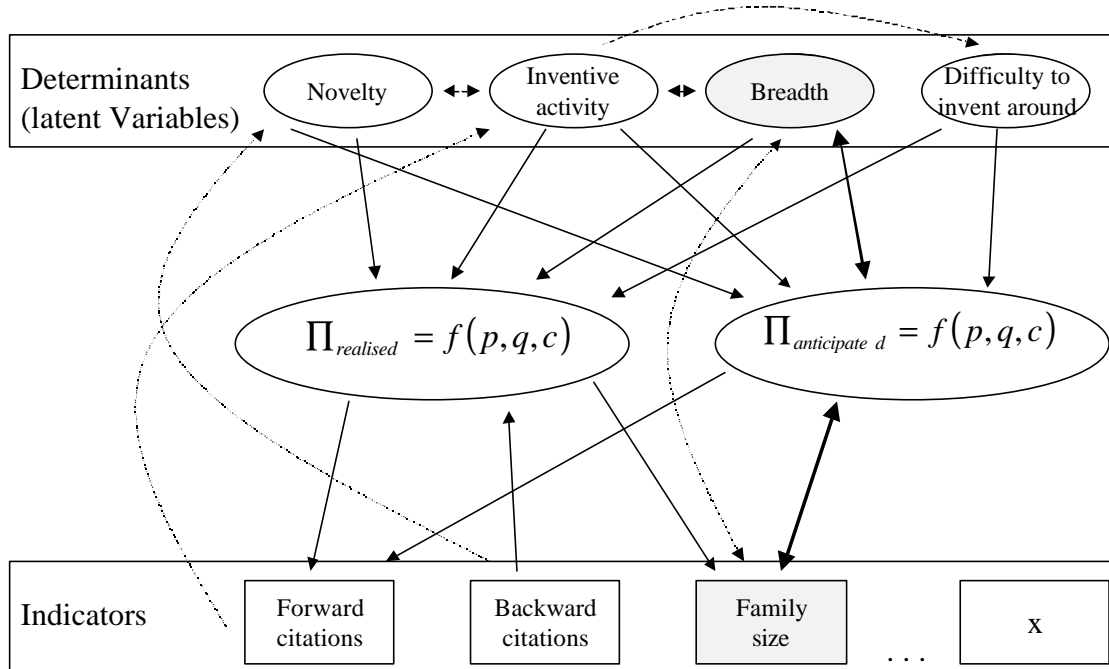 Determinants
(latent Variables)
Novelty
Inventive
activity
Breadth
Difficulty to
invent around
∏realised = f(p,q,c)
∏anticipate d = f(p,q,c)
Indicators
Forward
citations
Backward
citations
Family
size
. . .
x